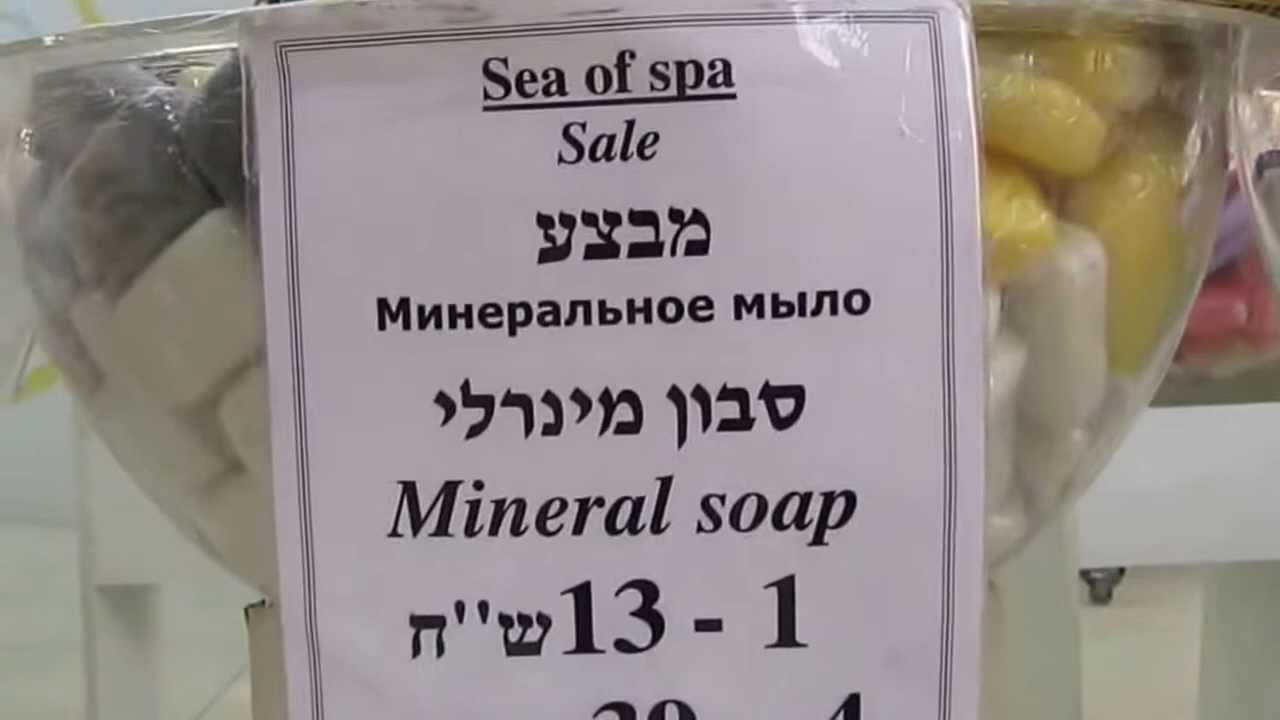 Sea of spa
Sale
מבצע
Минеральное мыло
סבון מינרלי
Mineral soap
1 - 13ש''ח